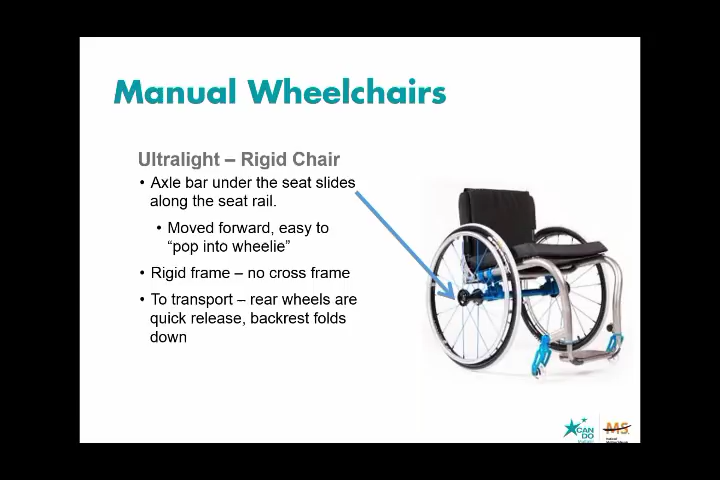 Manual Wheelchairs
Ultralight – Rigid Chair
• Axle bar under the seat slides
along the seat rail.
• Moved forward, easy to
“pop into wheelie”
• Rigid frame – no cross frame
• To transport – rear wheels are
quick release, backrest folds
down
CAN
DO
MS